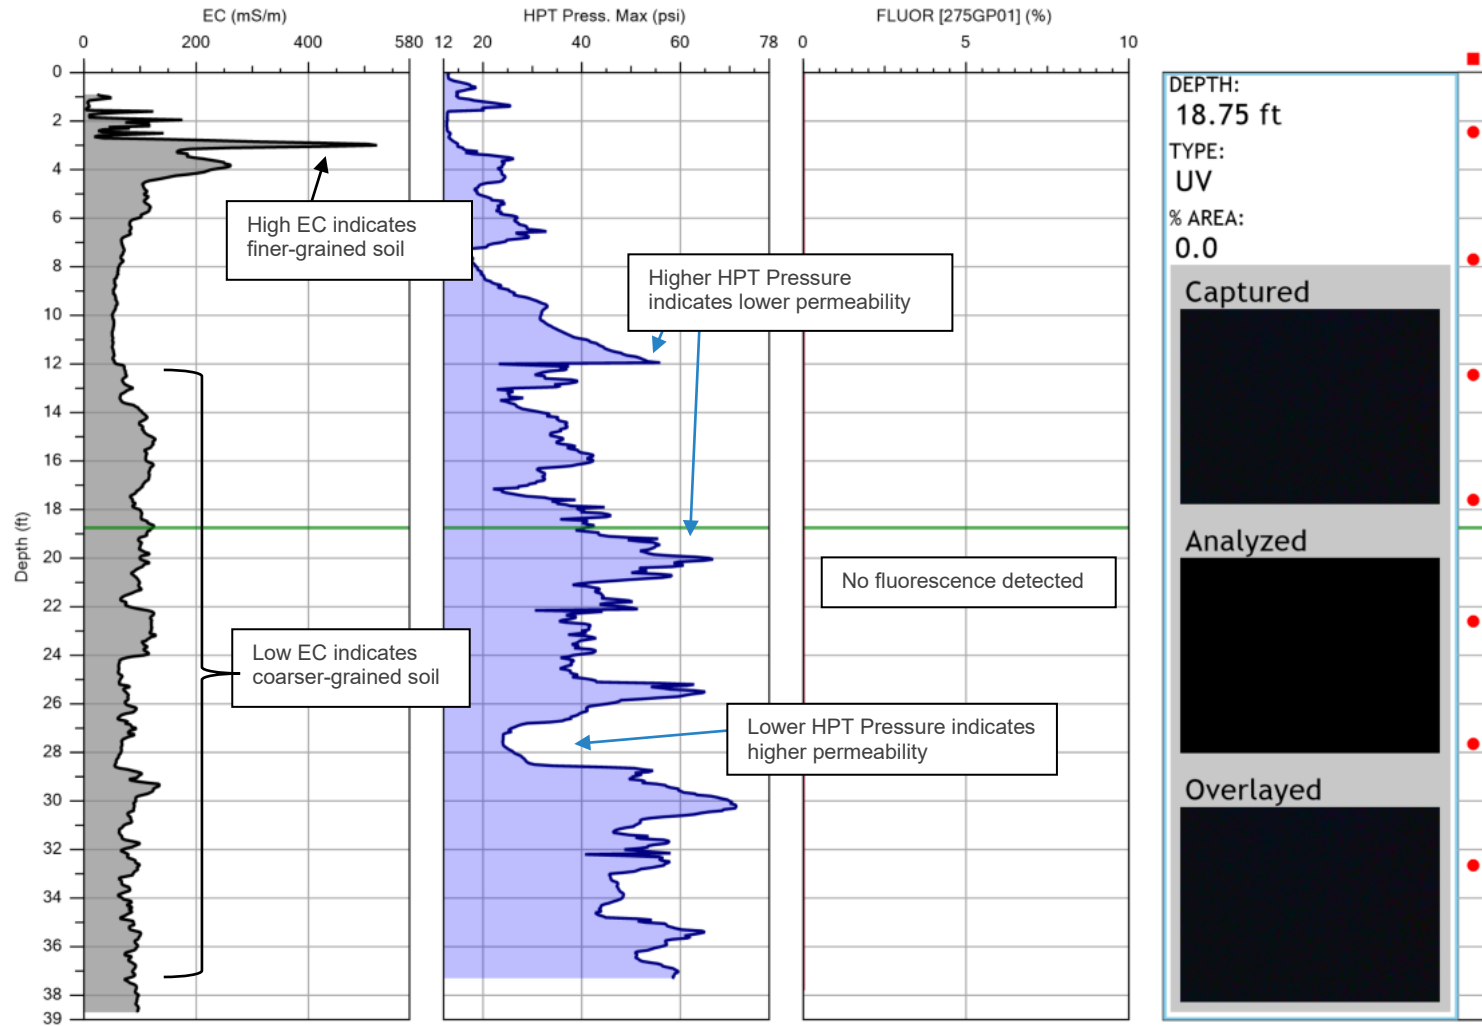 EC (mS/m)
HPT Press. Max (psi)
FLUOR [275GP01] (%)
0 200 400 580
12 20 40 60 78
0 5 10
0
2
4
6
8
10
12
14
16
18
20
22
24
26
28
30
32
34
36
38
39
Depth (ft)
High EC indicates
finer-grained soil
Low EC indicates
coarser-grained soil
Higher HPT Pressure
indicates lower permeability
Lower HPT Pressure indicates
higher permeability
No fluorescence detected
DEPTH:
18.75 ft
TYPE:
UV
% AREA:
0.0
Captured
Analyzed
Overlayed